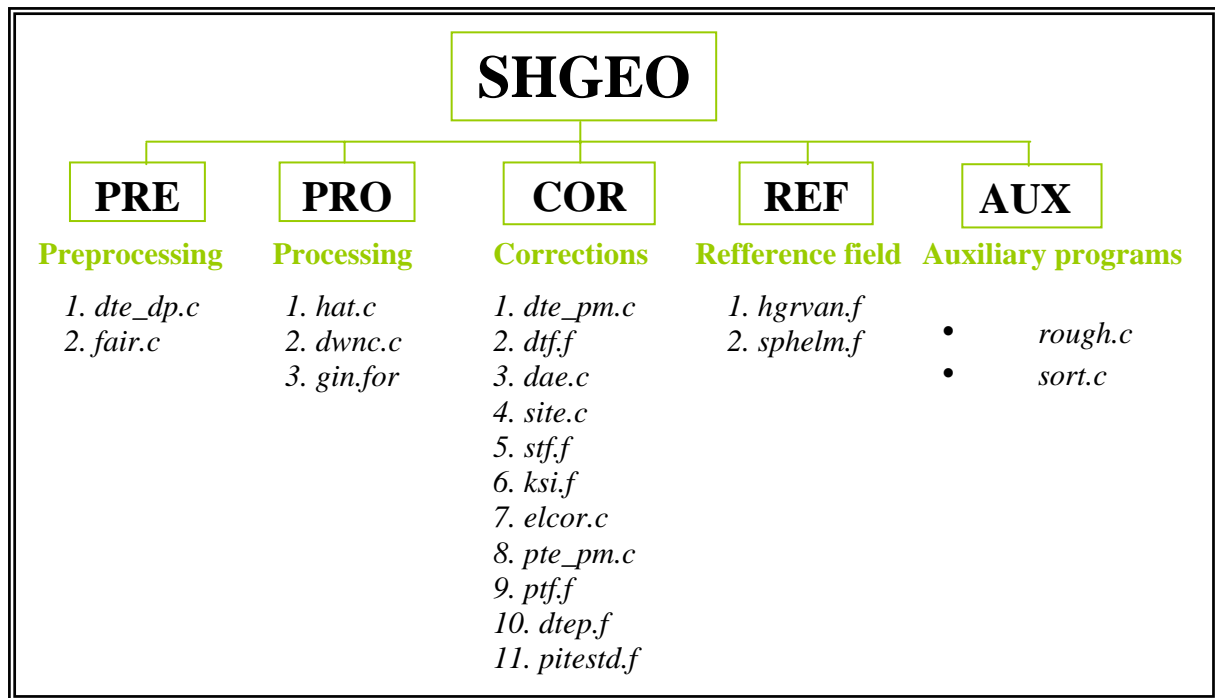 SHGEO
PRE
Preprocessing
1. dte_dp.c
2. fair.c
PRO
Processing
1. hat.c
2. dwnc.c
3. gin.for
COR
Corrections
1. dte_pm.c
2. dtf.f
3. dae.c
4. site.c
5. stf.f
6. ksi.f
7. elcor.c
8. pte_pm.c
9. ptf.f
10. dtep.f
11. pitestd.f
REF
Refference field
1. hgrvan.f
2. sphelm.f
AUX
Auxiliary programs
• rough.c
• sort.c